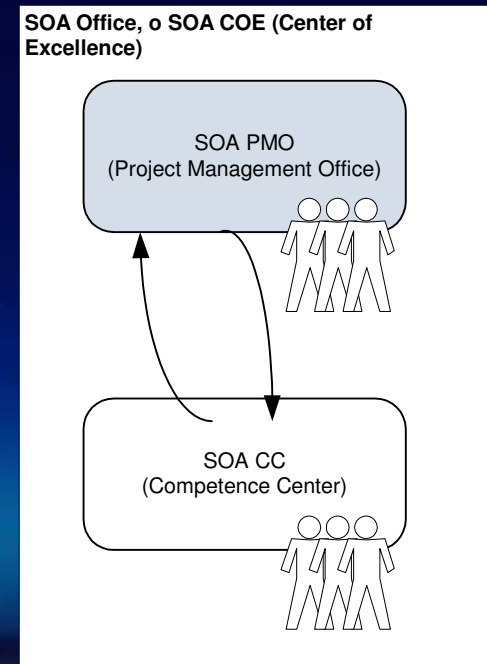 SOA Office, o SOA COE (Center of
Excellence)
SOA PMO
(Project Management Office)
SOA CC
(Competence Center)